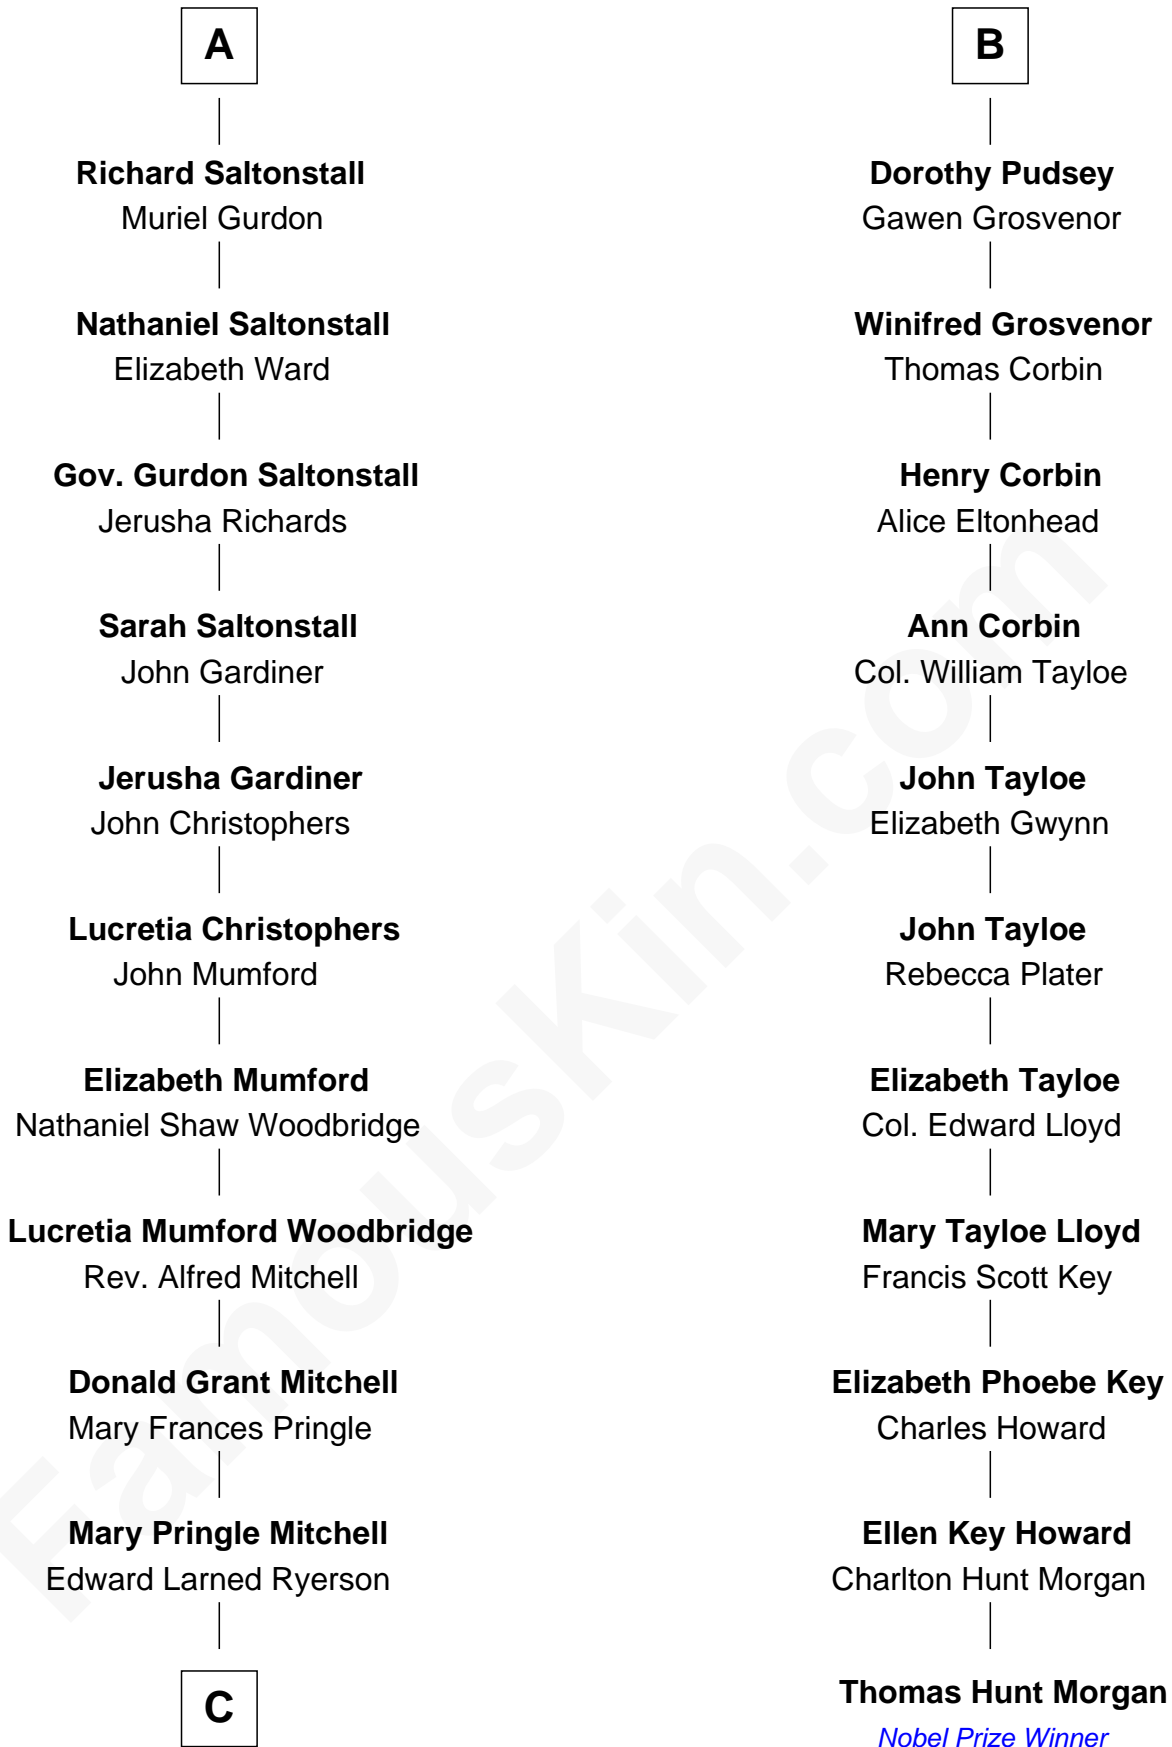 A
Richard Saltonstall
Muriel Gurdon
Nathaniel Saltonstall
Elizabeth Ward
Gov. Gurdon Saltonstall
Jerusha Richards
Sarah Saltonstall
John Gardiner
Jerusha Gardiner
John Christophers
Lucretia Christophers
John Mumford
Elizabeth Mumford
Nathaniel Shaw Woodbridge
Lucretia Mumford Woodbridge
Rev. Alfred Mitchell
Donald Grant Mitchell
Mary Frances Pringle
Mary Pringle Mitchell
Edward Larned Ryerson
C
B
Dorothy Pudsey
Gawen Grosvenor
Winifred Grosvenor
Thomas Corbin
Henry Corbin
Alice Eltonhead
Ann Corbin
Col. William Tayloe
John Tayloe
Elizabeth Gwynn
John Tayloe
Rebecca Plater
Elizabeth Tayloe
Col. Edward Lloyd
Mary Tayloe Lloyd
Francis Scott Key
Elizabeth Phoebe Key
Charles Howard
Ellen Key Howard
Charlton Hunt Morgan
Thomas Hunt Morgan
Nobel Prize Winner
FamousKin.com